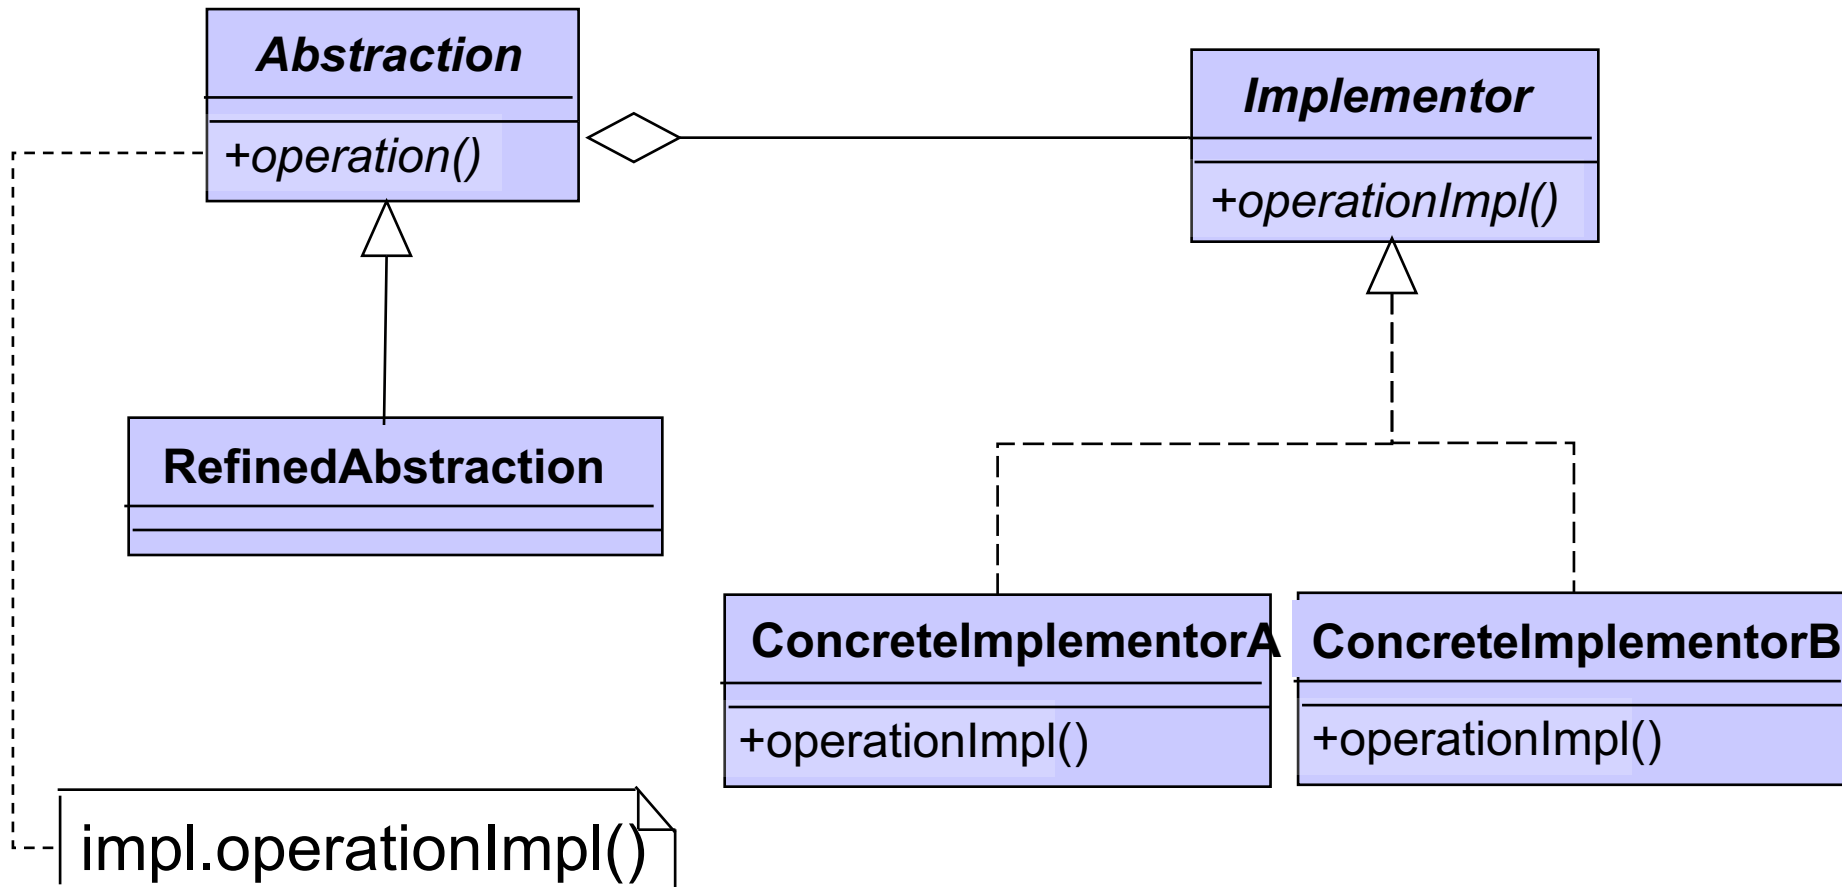 Abstraction
+operation()
Implementor
+operationImpl()
RefinedAbstraction
ConcreteImplementorA
+operationImpl()
ConcreteImplementorB
+operationImpl()
impl.operationImpl()